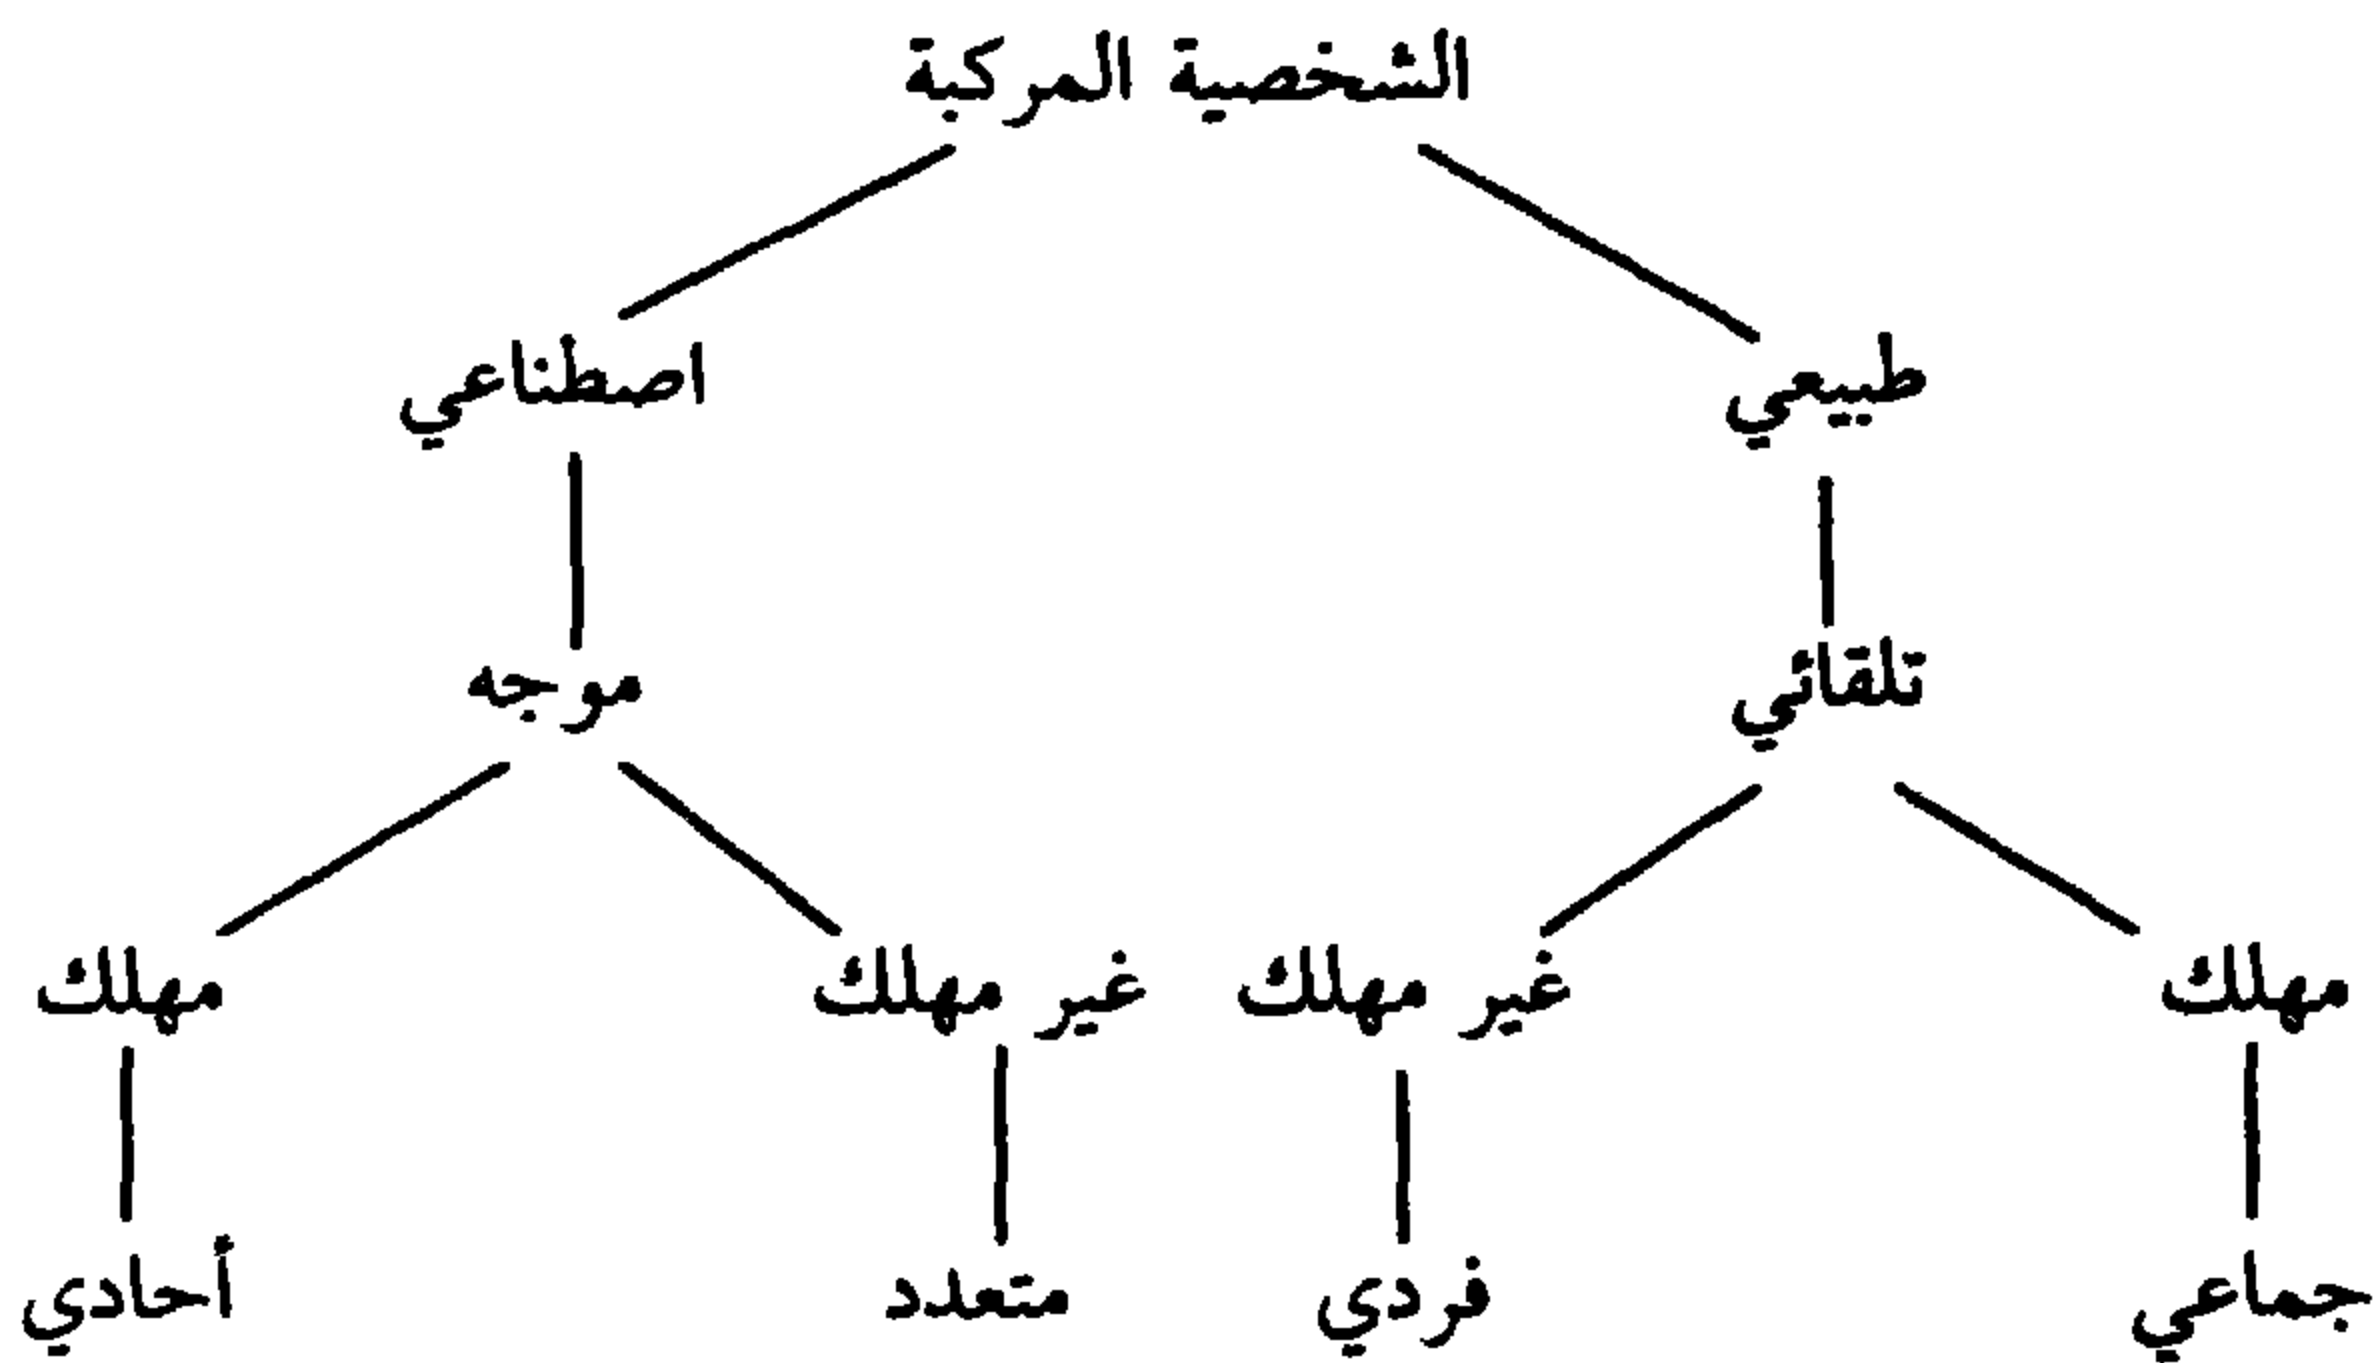 الشخصية المركبة
طبيعي اصطناعي
تلقائي موجه
مهلك غير مهلك غير مهلك مهلك
جماعي فردي متعدد أحادي